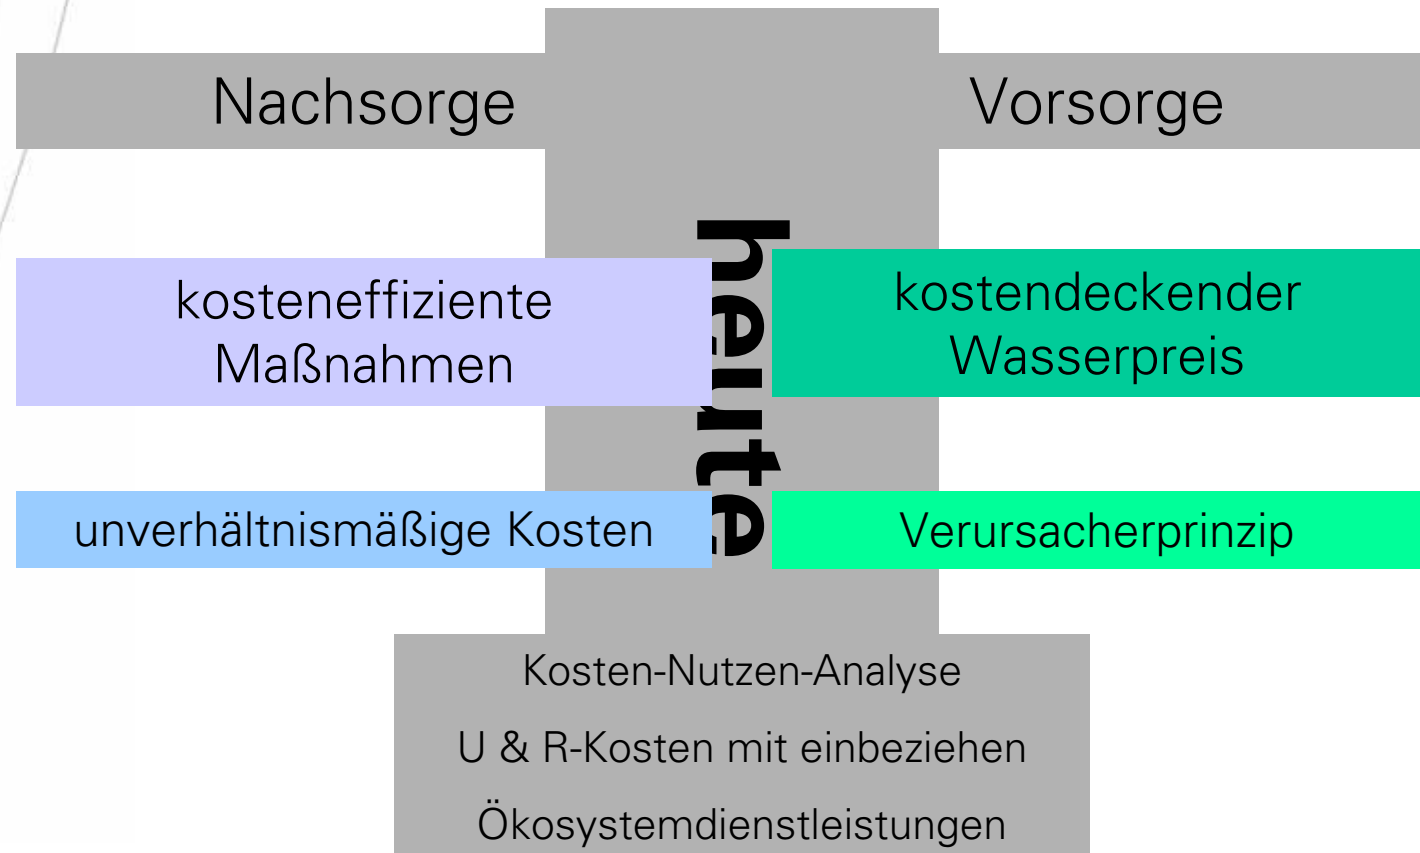 Nachsorge
Vorsorge
heute
kosteneffiziente
Maßnahmen
kostendeckender
Wasserpreis
unverhältnismäßige Kosten
Verursacherprinzip
Kosten-Nutzen-Analyse
U & R-Kosten mit einbeziehen
Ökosystemdienstleistungen